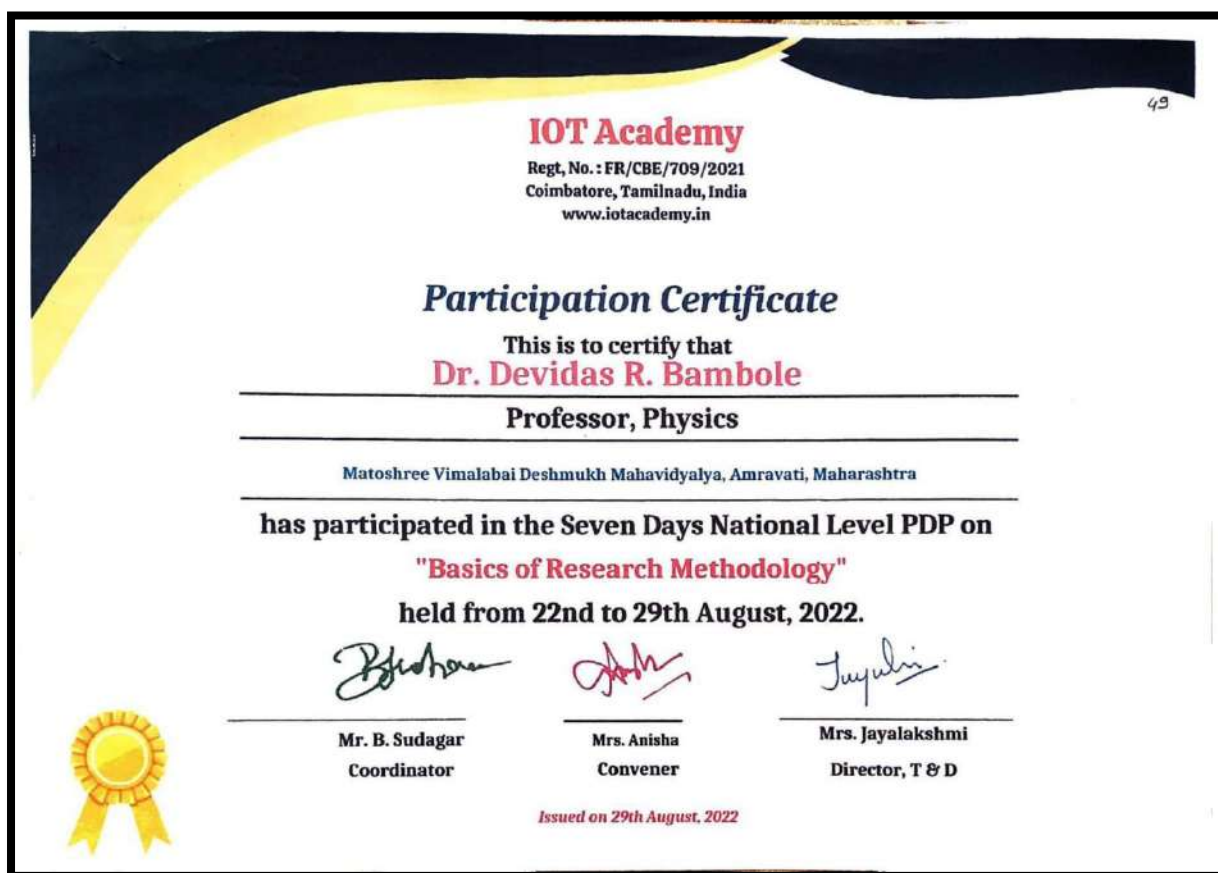 49
IOT Academy
Regt, No. : FR/CBE/709/2021
Coimbatore, Tamilnadu, India
www.iotacademy.in
Participation Certificate
This is to certify that
Dr. Devidas R. Bambole
Professor, Physics
Matoshree Vimalabai Deshmukh Mahavidyalya, Amravati, Maharashtra
has participated in the Seven Days National Level PDP on
"Basics of Research Methodology"
held from 22nd to 29th August, 2022.
Mr. B. Sudagar
Mrs. Anisha
Mrs. Jayalakshmi
Coordinator
Convener
Director, T & D
Issued on 29th August, 2022